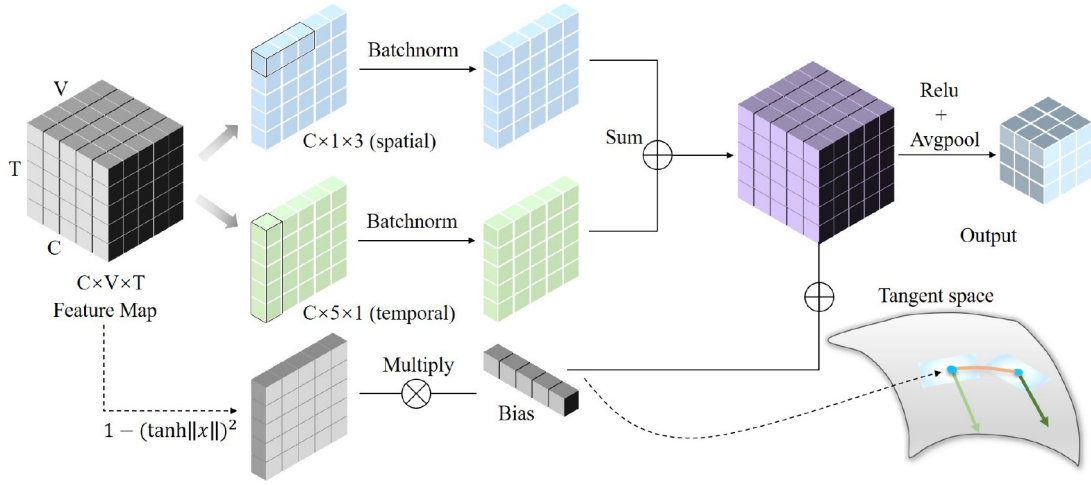 V
T
C
C×V×T
Feature Map
C×1×3 (spatial)
Batchnorm
C×5×1 (temporal)
Batchnorm
Sum
Relu
+
Avgpool
Output
1 − (tanh‖x‖)²
Multiply
Bias
Tangent space